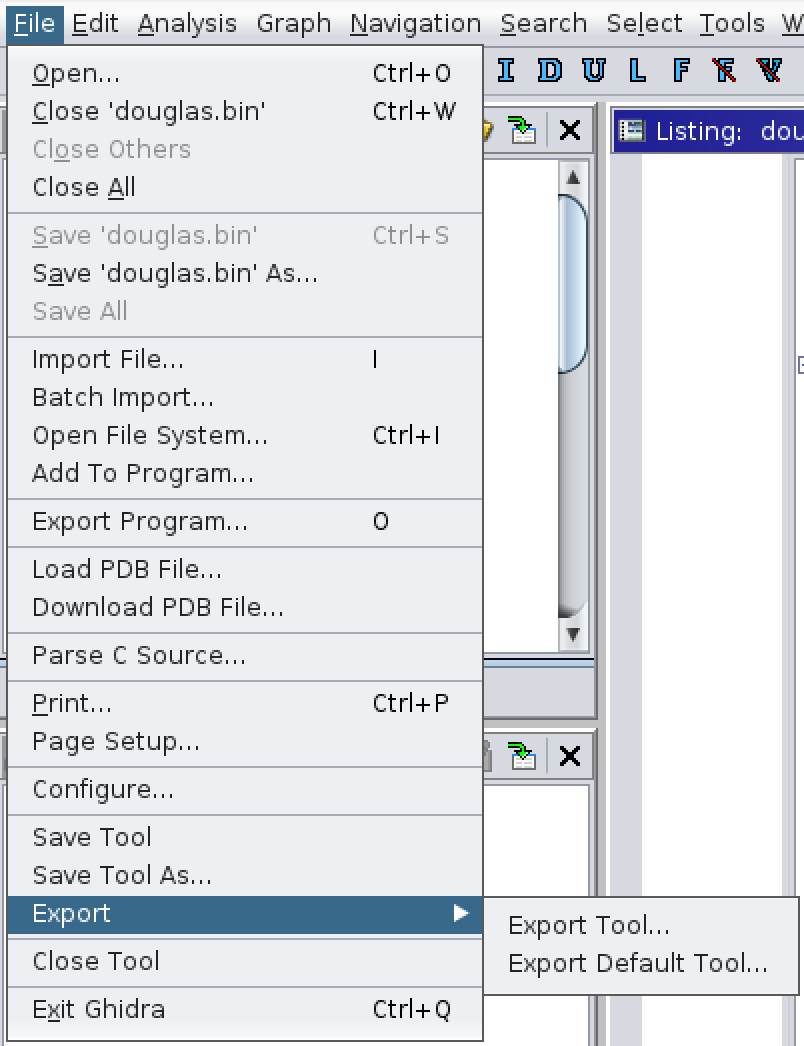 File Edit Analysis Graph Navigation Search Select Tools W
Open... Ctrl+O
I D U L F F V
Close 'douglas.bin' Ctrl+W
Listing: dou
Close Others
Close All
Save 'douglas.bin' Ctrl+S
Save 'douglas.bin' As...
Save All
Import File... I
Batch Import...
Open File System... Ctrl+I
Add To Program...
Export Program... O
Load PDB File...
Download PDB File...
Parse C Source...
Print... Ctrl+P
Page Setup...
Configure...
Save Tool
Save Tool As...
Export
Export Tool...
Export Default Tool...
Close Tool
Exit Ghidra Ctrl+Q